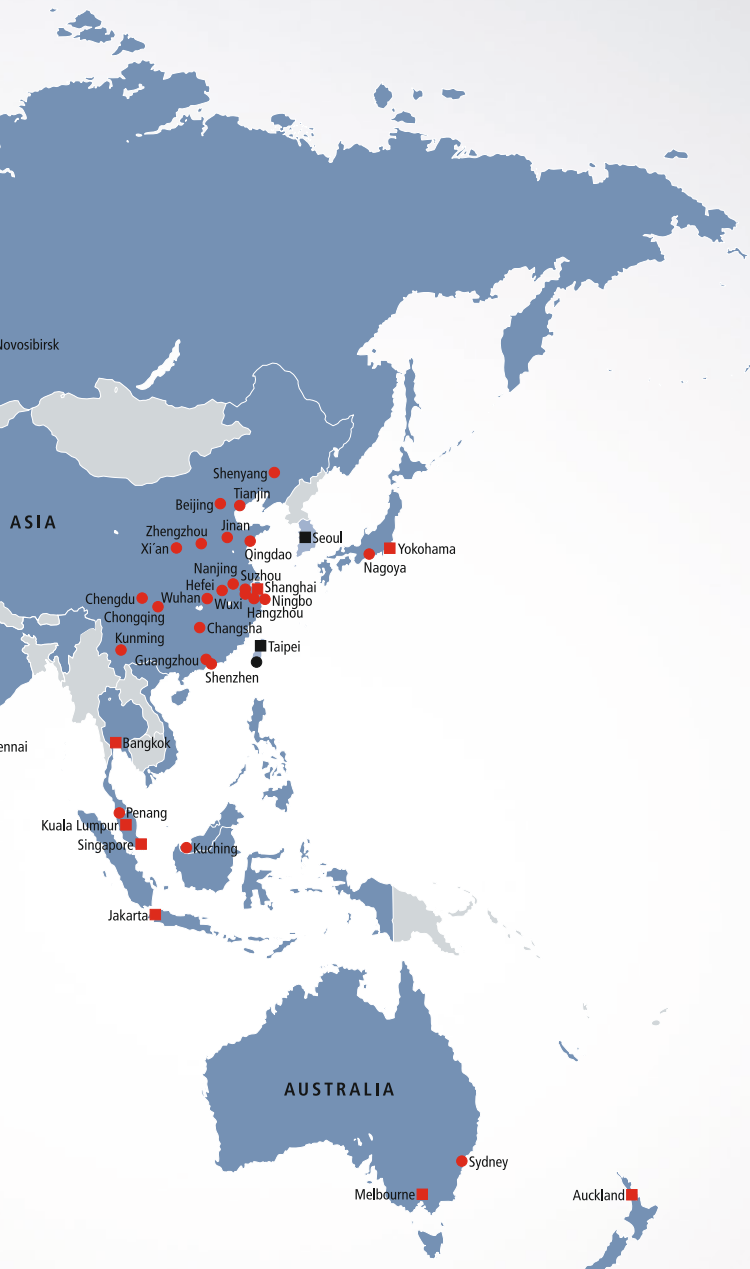 Novosibirsk
Shenyang
Tianjin
Beijing
ASIA
Jinan
Zhengzhou
Seoul
Xi´an
Yokohama
Qingdao
Nagoya
Nanjing
Suzhou
Hefei
Shanghai
Chengdu
Wuhan
Wuxi
Ningbo
Hangzhou
Chongqing
Changsha
Kunming
Taipei
Guangzhou
Shenzhen
Bangkok
ennai
Penang
Kuala Lumpur
Singapore
Kuching
Jakarta
AUSTRALIA
Sydney
Melbourne
Auckland